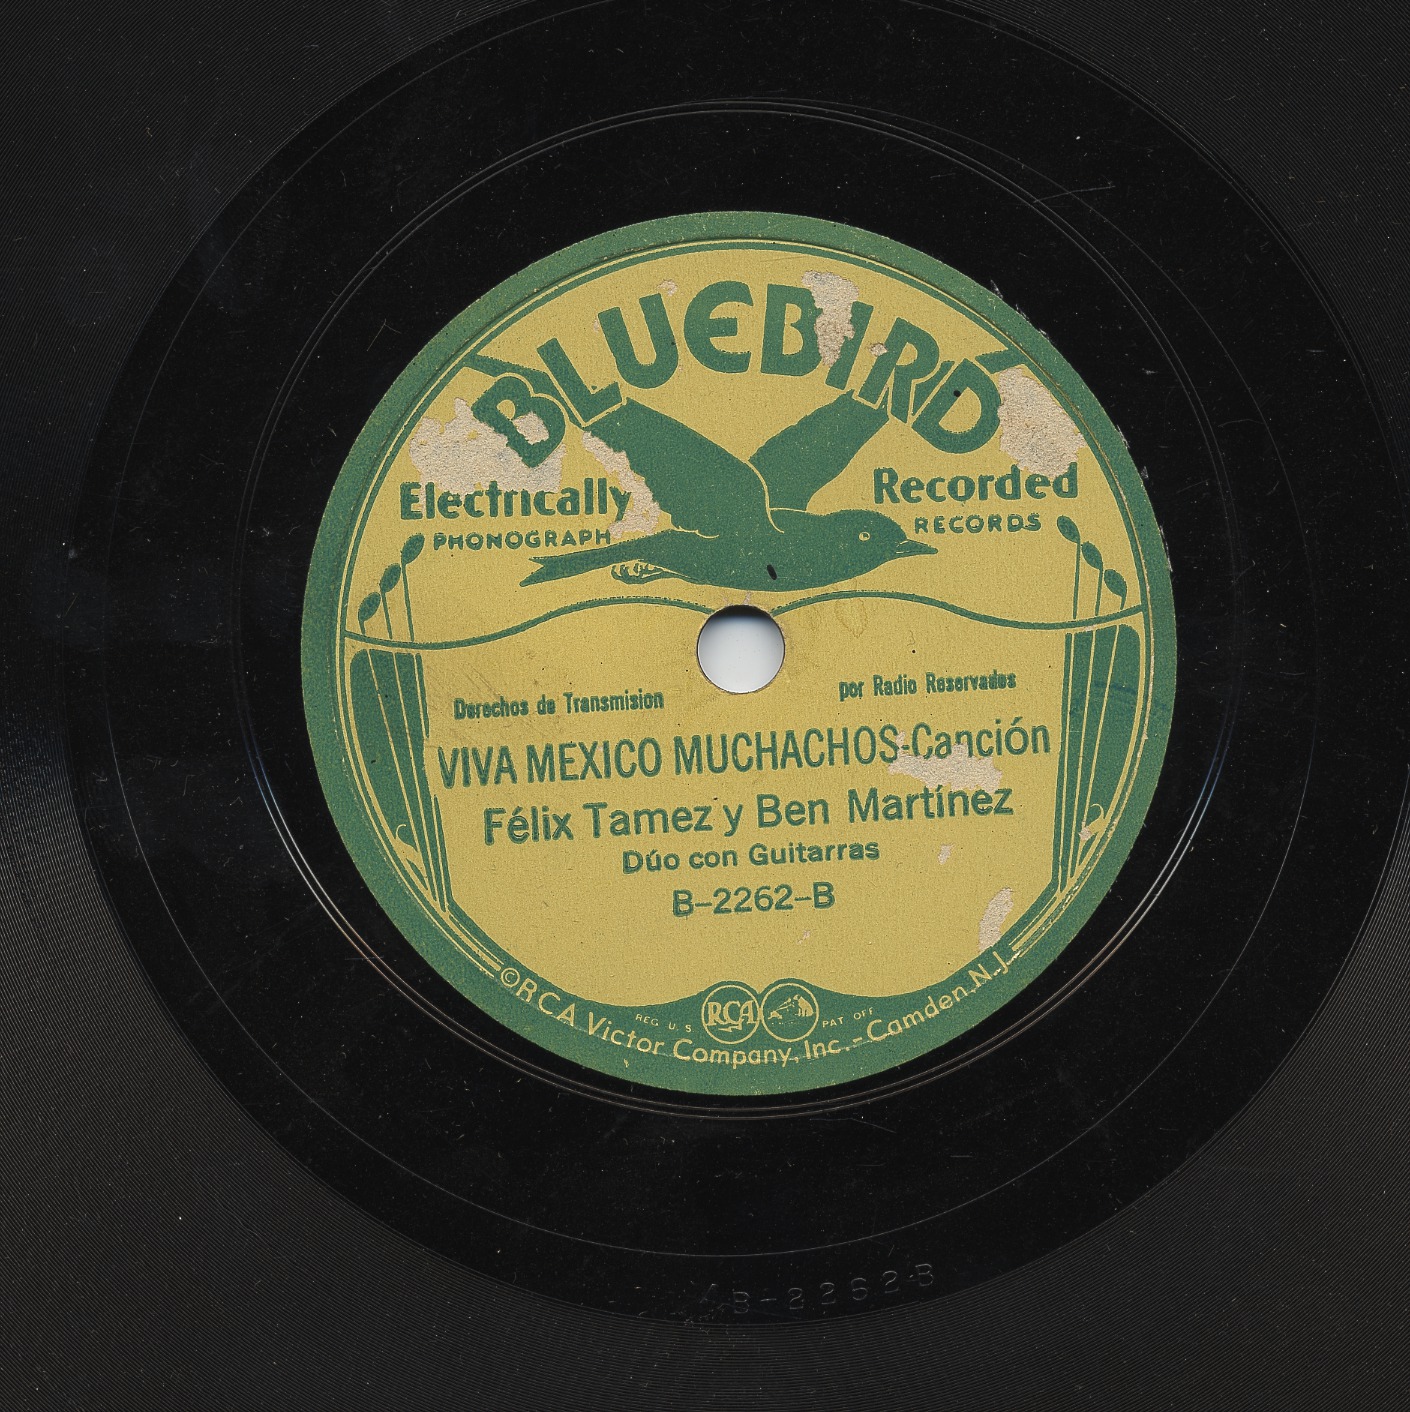 BLUEBIRD
Electrically Recorded
PHONOGRAPH RECORDS
Derechos de Transmision por Radio Reservados
VIVA MEXICO MUCHACHOS-Canción
Félix Tamez y Ben Martínez
Dúo con Guitarras
B-2262-B
REG U S RCA PAT OFF
©RCA Victor Company, Inc.-Camden, N.J.
B-2262-B